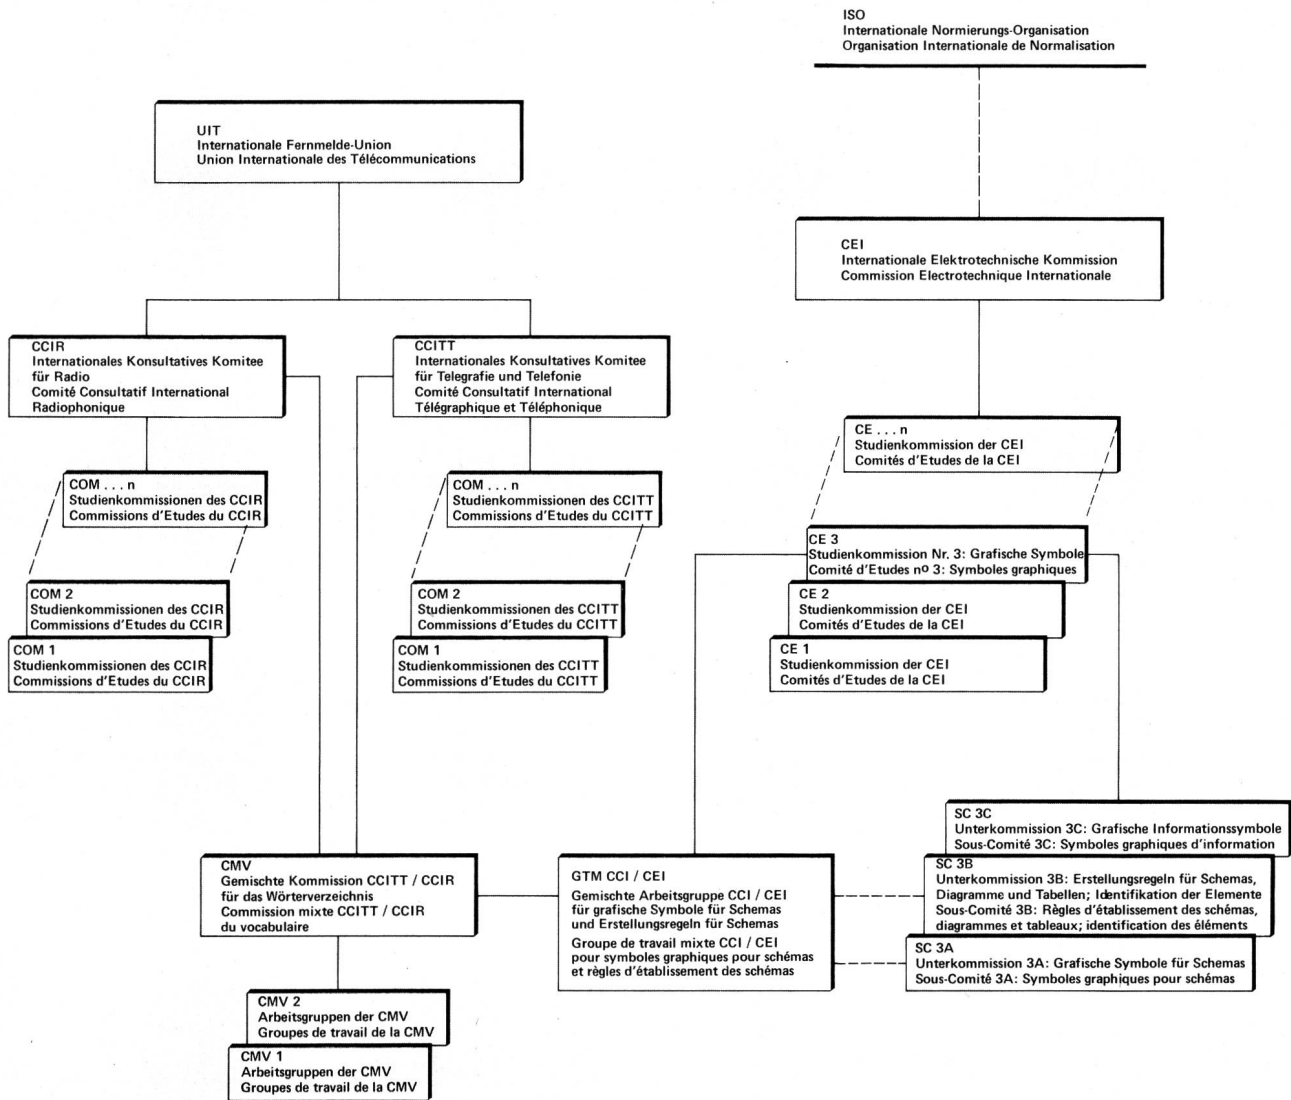 ISO
Internationale Normierungs-Organisation
Organisation Internationale de Normalisation
UIT
Internationale Fernmelde-Union
Union Internationale des Télécommunications
CEI
Internationale Elektrotechnische Kommission
Commission Electrotechnique Internationale
CCIR
Internationales Konsultatives Komitee
für Radio
Comité Consultatif International
Radiophonique
CCITT
Internationales Konsultatives Komitee
für Telegrafie und Telefonie
Comité Consultatif International
Télégraphique et Téléphonique
CE . . . n
Studienkommission der CEI
Comités d'Etudes de la CEI
COM . . . n
Studienkommissionen des CCIR
Commissions d'Etudes du CCIR
COM . . . n
Studienkommissionen des CCITT
Commissions d'Etudes du CCITT
CE 3
Studienkommission Nr. 3: Grafische Symbole
Comité d'Etudes nº 3: Symboles graphiques
COM 2
Studienkommissionen des CCIR
Commissions d'Etudes du CCIR
COM 2
Studienkommissionen des CCITT
Commissions d'Etudes du CCITT
CE 2
Studienkommission der CEI
Comités d'Etudes de la CEI
COM 1
Studienkommissionen des CCIR
Commissions d'Etudes du CCIR
COM 1
Studienkommissionen des CCITT
Commissions d'Etudes du CCITT
CE 1
Studienkommission der CEI
Comités d'Etudes de la CEI
SC 3C
Unterkommission 3C: Grafische Informationssymbole
Sous-Comité 3C: Symboles graphiques d'information
CMV
Gemischte Kommission CCITT / CCIR
für das Wörterverzeichnis
Commission mixte CCITT / CCIR
du vocabulaire
GTM CCI / CEI
Gemischte Arbeitsgruppe CCI / CEI
für grafische Symbole für Schemas
und Erstellungsregeln für Schemas
Groupe de travail mixte CCI / CEI
pour symboles graphiques pour schémas
et règles d'établissement des schémas
SC 3B
Unterkommission 3B: Erstellungsregeln für Schemas,
Diagramme und Tabellen; Identifikation der Elemente
Sous-Comité 3B: Règles d'établissement des schémas,
diagrammes et tableaux; identification des éléments
SC 3A
Unterkommission 3A: Grafische Symbole für Schemas
Sous-Comité 3A: Symboles graphiques pour schémas
CMV 2
Arbeitsgruppen der CMV
Groupes de travail de la CMV
CMV 1
Arbeitsgruppen der CMV
Groupes de travail de la CMV